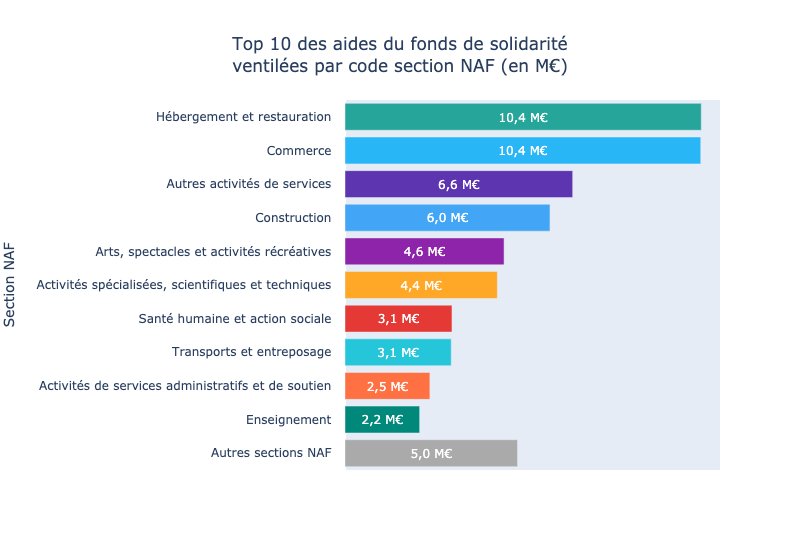 Top 10 des aides du fonds de solidarité
ventilées par code section NAF (en M€)
Section NAF
Hébergement et restauration 10,4 M€
Commerce 10,4 M€
Autres activités de services 6,6 M€
Construction 6,0 M€
Arts, spectacles et activités récréatives 4,6 M€
Activités spécialisées, scientifiques et techniques 4,4 M€
Santé humaine et action sociale 3,1 M€
Transports et entreposage 3,1 M€
Activités de services administratifs et de soutien 2,5 M€
Enseignement 2,2 M€
Autres sections NAF 5,0 M€